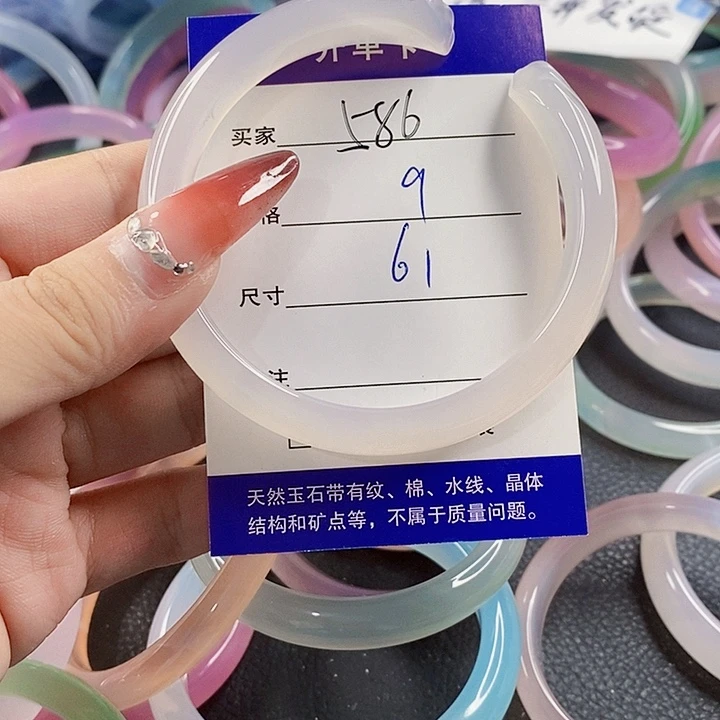 开单卡
买家 586
格 9
61
尺寸
注
天然玉石带有纹、棉、水线、晶体
结构和矿点等，不属于质量问题。